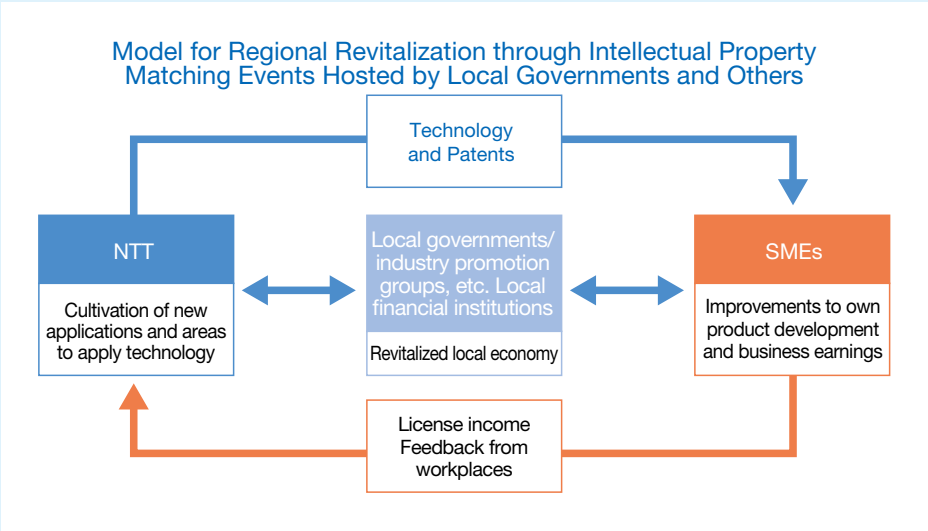 Model for Regional Revitalization through Intellectual Property
Matching Events Hosted by Local Governments and Others
Technology
and Patents
NTT
Cultivation of new
applications and areas
to apply technology
Local governments/
industry promotion
groups, etc. Local
financial institutions
Revitalized local economy
SMEs
Improvements to own
product development
and business earnings
License income
Feedback from
workplaces